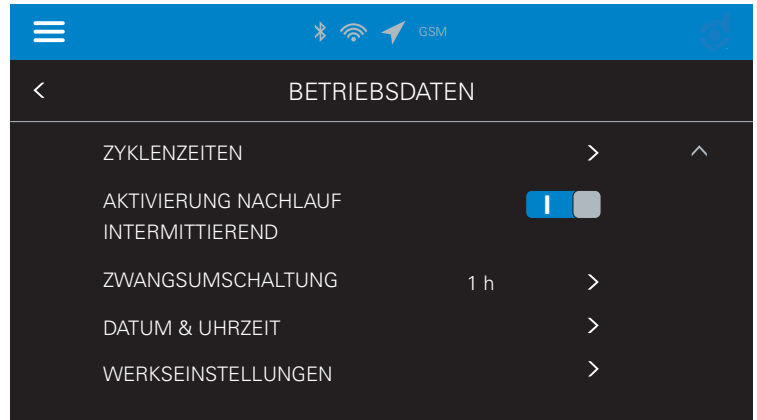 GSM
BETRIEBSDATEN
ZYKLENZEITEN
AKTIVIERUNG NACHLAUF
INTERMITTIEREND
ZWANGSUMSCHALTUNG 1 h
DATUM & UHRZEIT
WERKSEINSTELLUNGEN